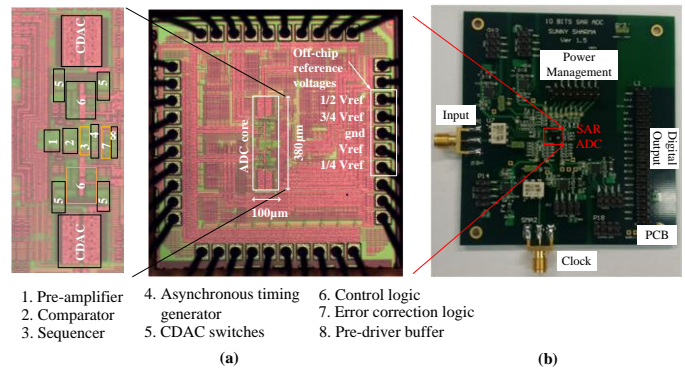 CDAC
5
5
6
1
2
3
4
7
8
6
5
5
CDAC
Off-chip
reference
voltages
1/2 Vref
3/4 Vref
gnd
Vref
1/4 Vref
ADC core
380µm
100µm
10 BITS SAR ADC
SUNNY SHARMA
Ver 1.5
Power
Management
Input
SAR
ADC
Digital
Output
P14
SMA2
P18
PCB
Clock
1. Pre-amplifier
2. Comparator
3. Sequencer
4. Asynchronous timing
generator
5. CDAC switches
6. Control logic
7. Error correction logic
8. Pre-driver buffer
(a)
(b)